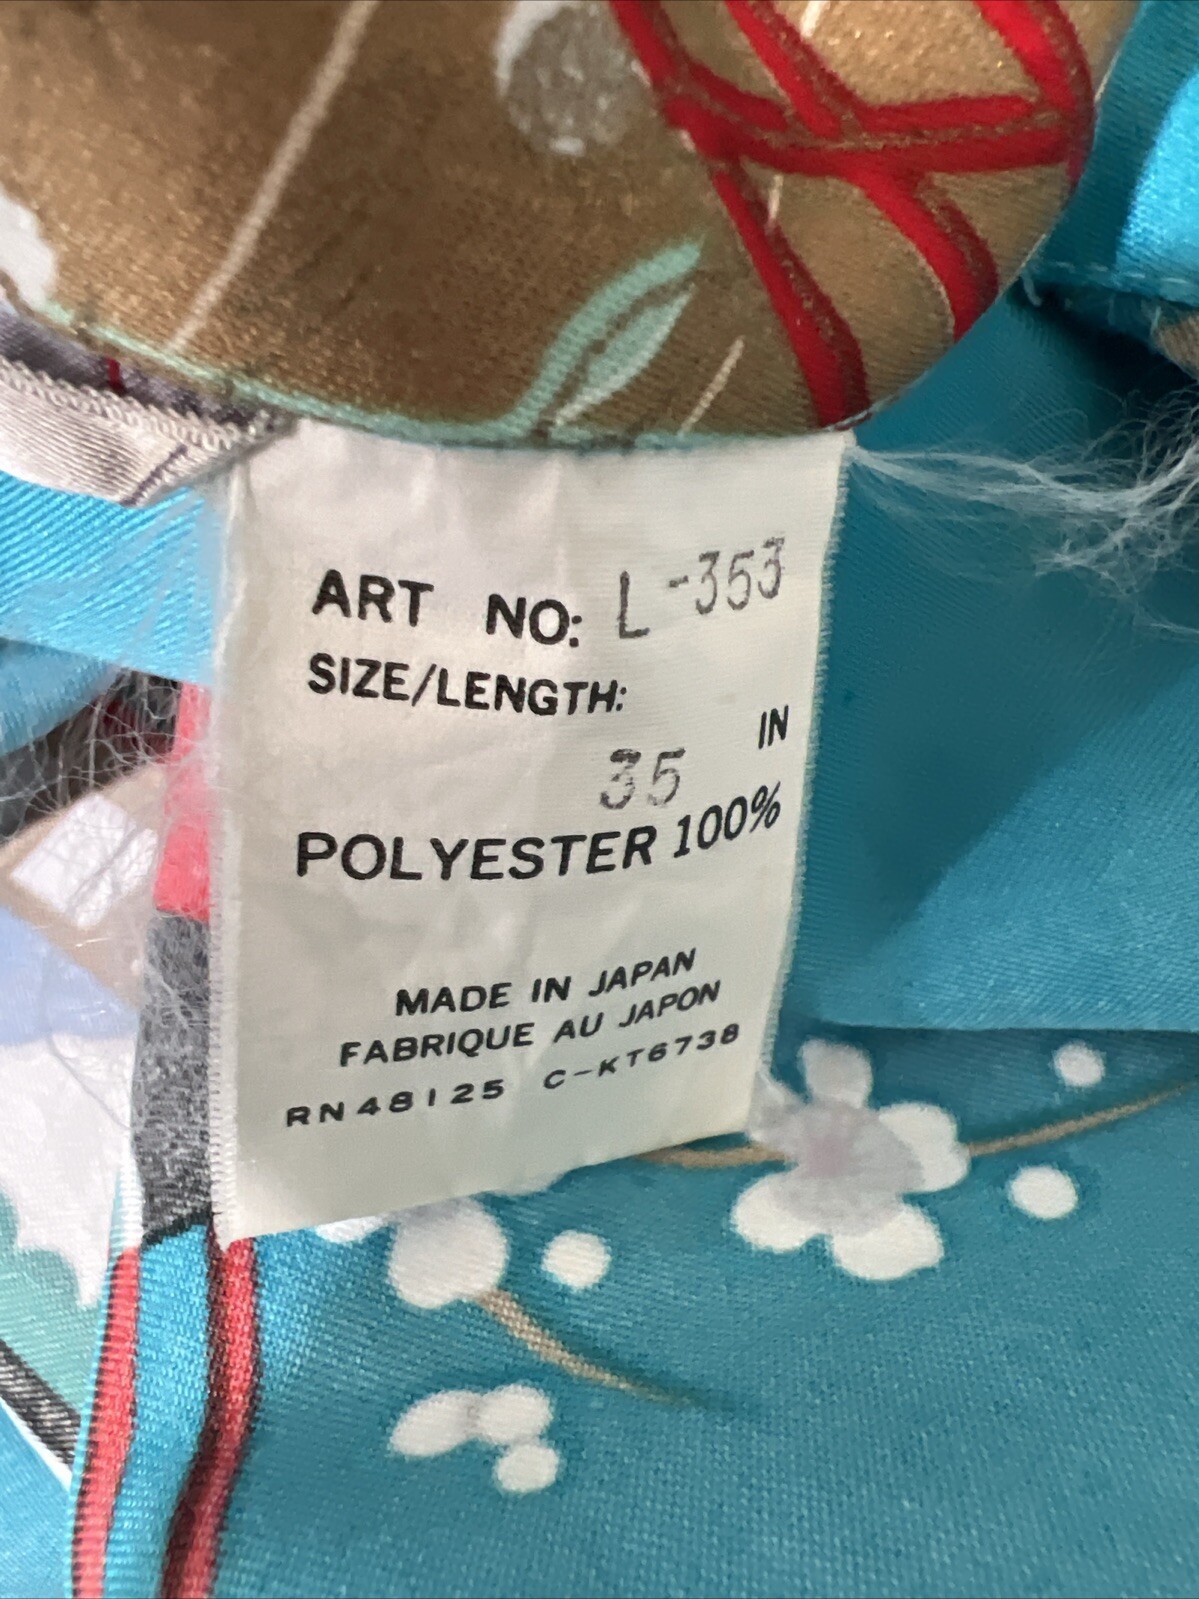 ART NO: L-353
SIZE/LENGTH:
35 IN
POLYESTER 100%
MADE IN JAPAN
FABRIQUE AU JAPON
RN48125 C-KT6738